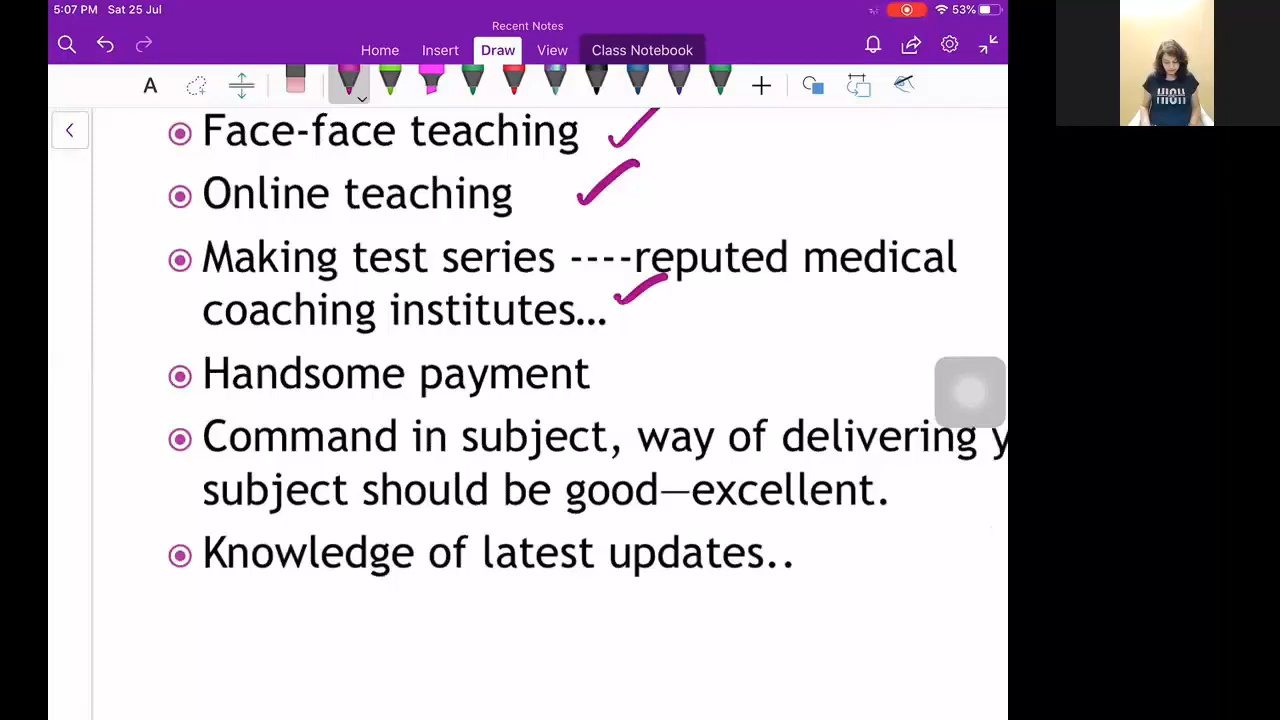 5:07 PM Sat 25 Jul
53%
Recent Notes
Home Insert Draw View Class Notebook
A
Face-face teaching
Online teaching
Making test series ----reputed medical
coaching institutes...
Handsome payment
Command in subject, way of delivering y
subject should be good—excellent.
Knowledge of latest updates..
HIGH